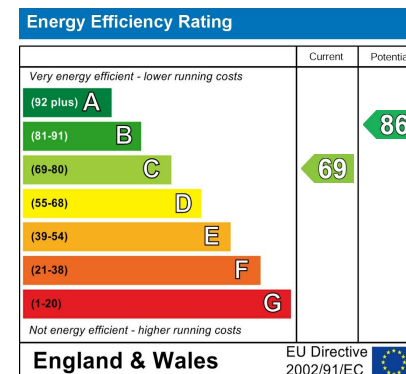 Energy Efficiency Rating
Current Potentia
Very energy efficient - lower running costs
(92 plus) A
(81-91) B
86
(69-80) C
69
(55-68) D
(39-54) E
(21-38) F
(1-20) G
Not energy efficient - higher running costs
England & Wales
EU Directive
2002/91/EC